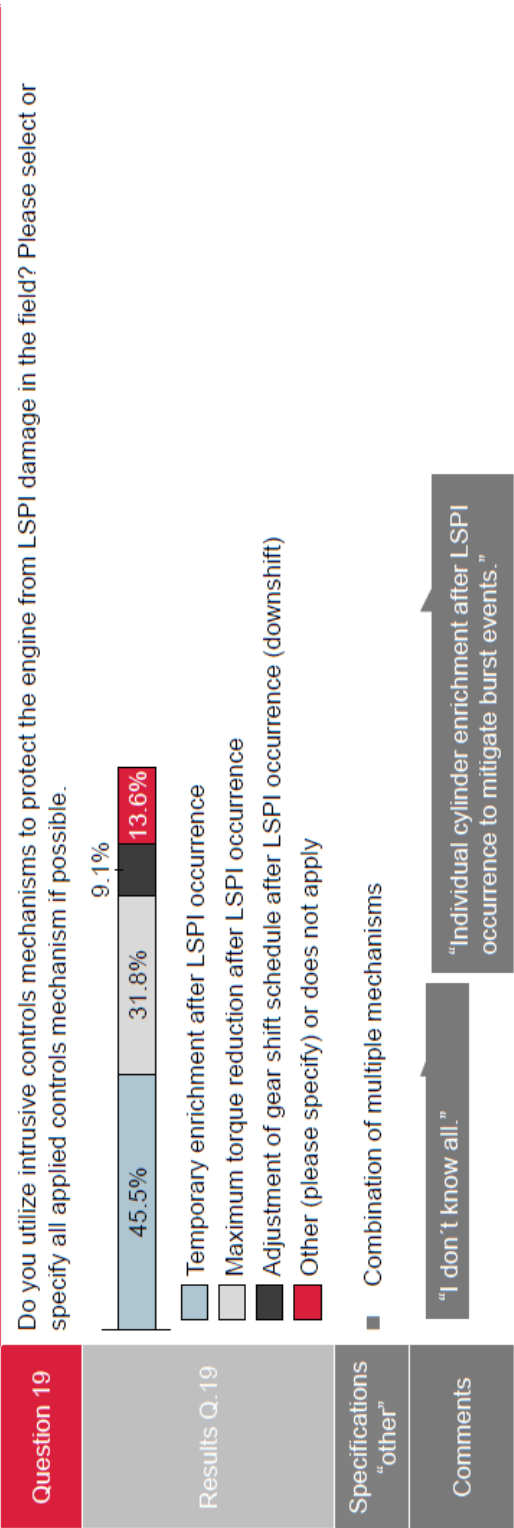 Question 19
Do you utilize intrusive controls mechanisms to protect the engine from LSPI damage in the field? Please select or
specify all applied controls mechanism if possible.
Results Q.19
9.1%
45.5%
31.8%
13.6%
Temporary enrichment after LSPI occurrence
Maximum torque reduction after LSPI occurrence
Adjustment of gear shift schedule after LSPI occurrence (downshift)
Other (please specify) or does not apply
Specifications
“other”
Combination of multiple mechanisms
Comments
“I don´t know all.”
“Individual cylinder enrichment after LSPI
occurrence to mitigate burst events.”